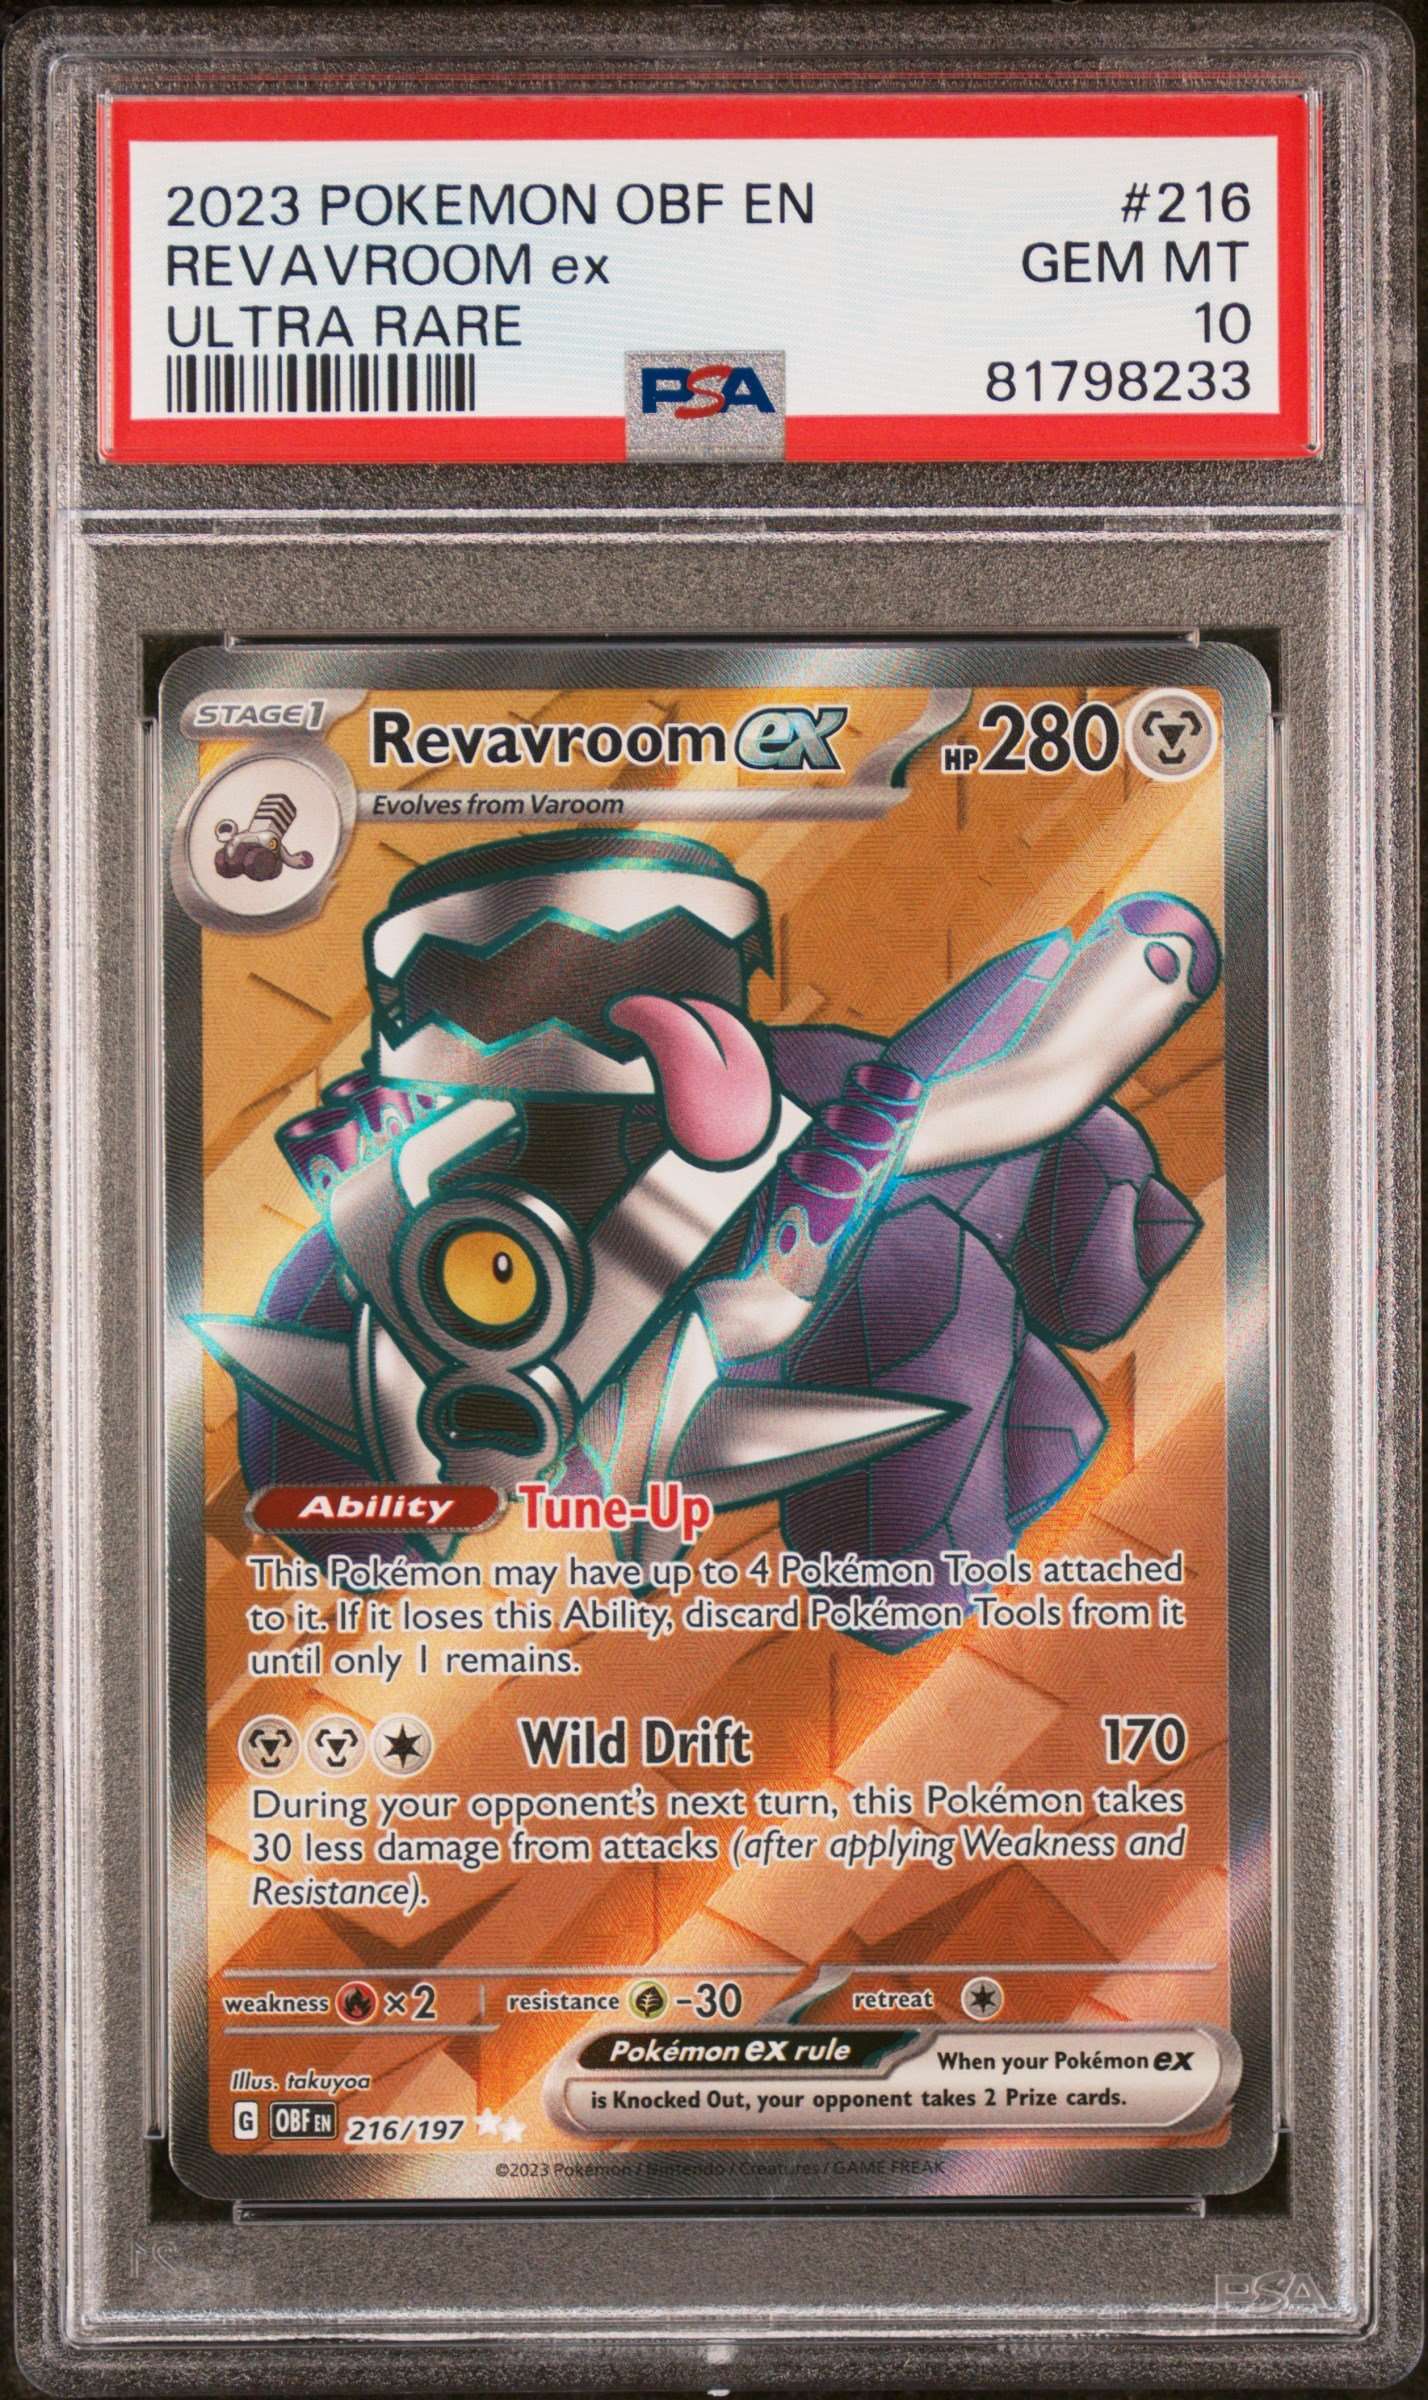 2023 POKEMON OBF EN #216
REVAVROOM ex GEM MT
ULTRA RARE 10
PSA 81798233
STAGE1 Revavroom ex HP280
Evolves from Varoom
Ability Tune-Up
This Pokémon may have up to 4 Pokémon Tools attached
to it. If it loses this Ability, discard Pokémon Tools from it
until only 1 remains.
Wild Drift 170
During your opponent's next turn, this Pokémon takes
30 less damage from attacks (after applying Weakness and
Resistance).
weakness ×2 resistance -30 retreat
Pokémon ex rule When your Pokémon ex
is Knocked Out, your opponent takes 2 Prize cards.
Illus. takuyoa
G OBF EN 216/197
©2023 Pokémon / Nintendo / Creatures / GAME FREAK
PSA